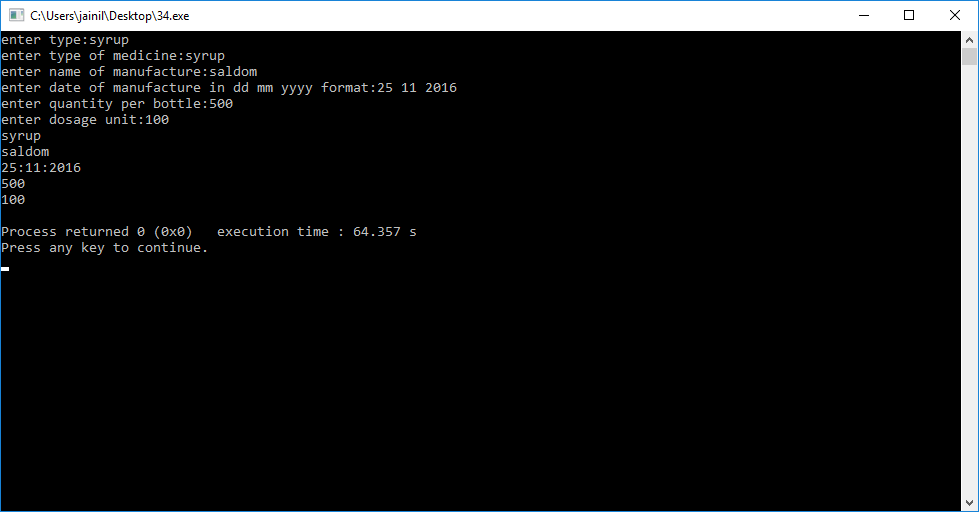 C:\Users\jainil\Desktop\34.exe
enter type:syrup
enter type of medicine:syrup
enter name of manufacture:saldom
enter date of manufacture in dd mm yyyy format:25 11 2016
enter quantity per bottle:500
enter dosage unit:100
syrup
saldom
25:11:2016
500
100
Process returned 0 (0x0)   execution time : 64.357 s
Press any key to continue.